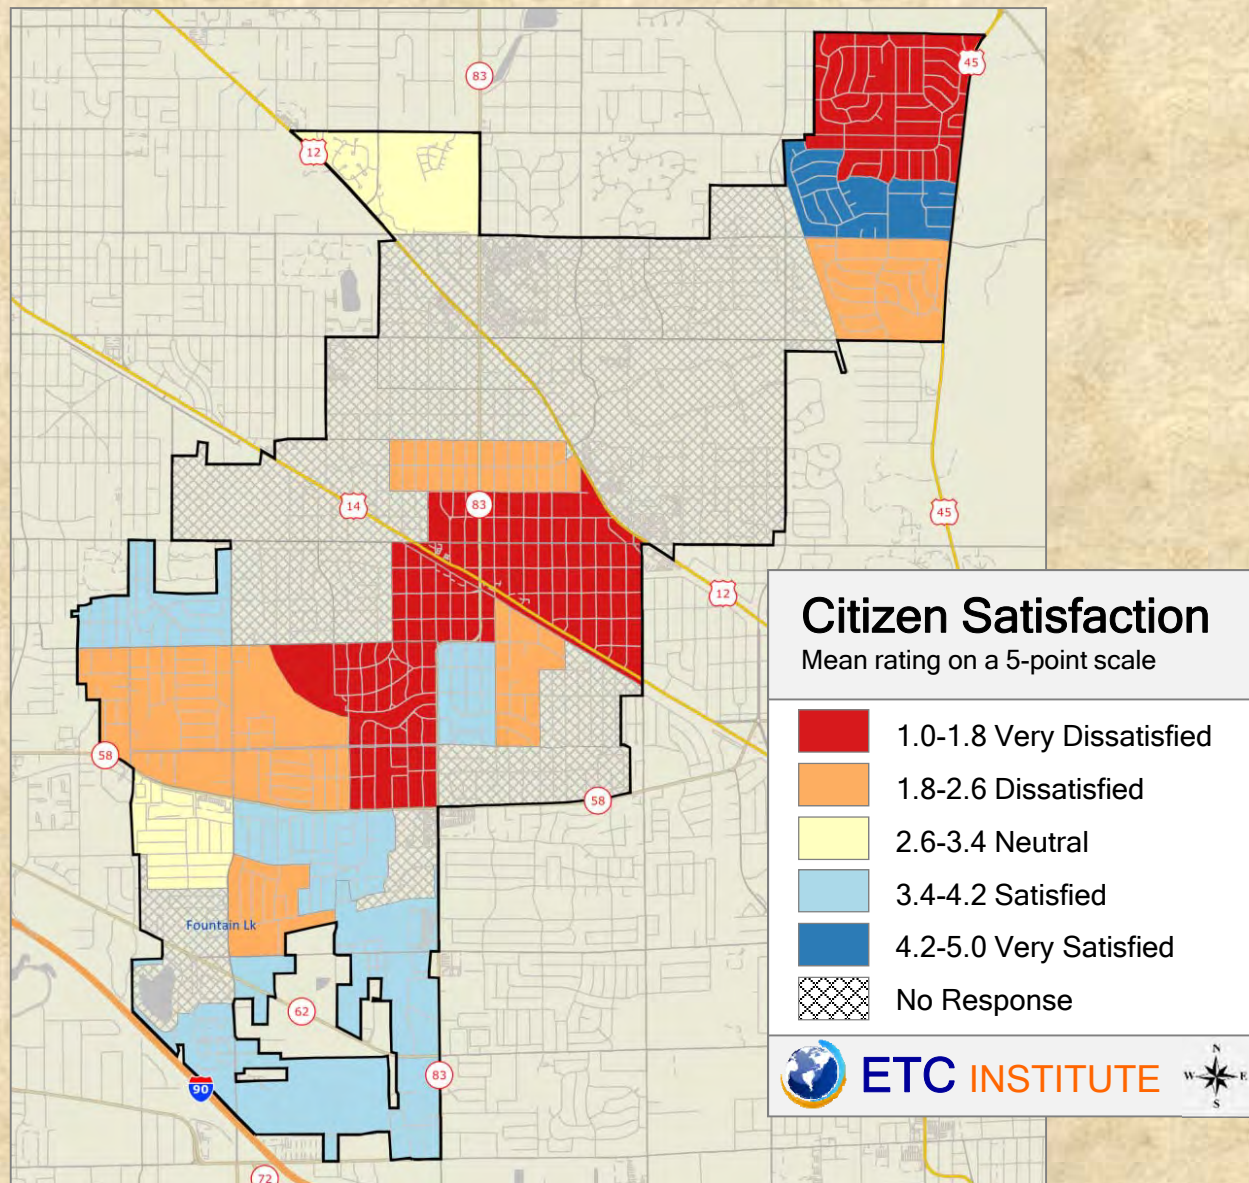 45
83
12
14
83
45
12
58
58
Fountain Lk
62
83
90
72
Citizen Satisfaction
Mean rating on a 5-point scale
1.0-1.8 Very Dissatisfied
1.8-2.6 Dissatisfied
2.6-3.4 Neutral
3.4-4.2 Satisfied
4.2-5.0 Very Satisfied
No Response
ETC INSTITUTE
N
W E
S